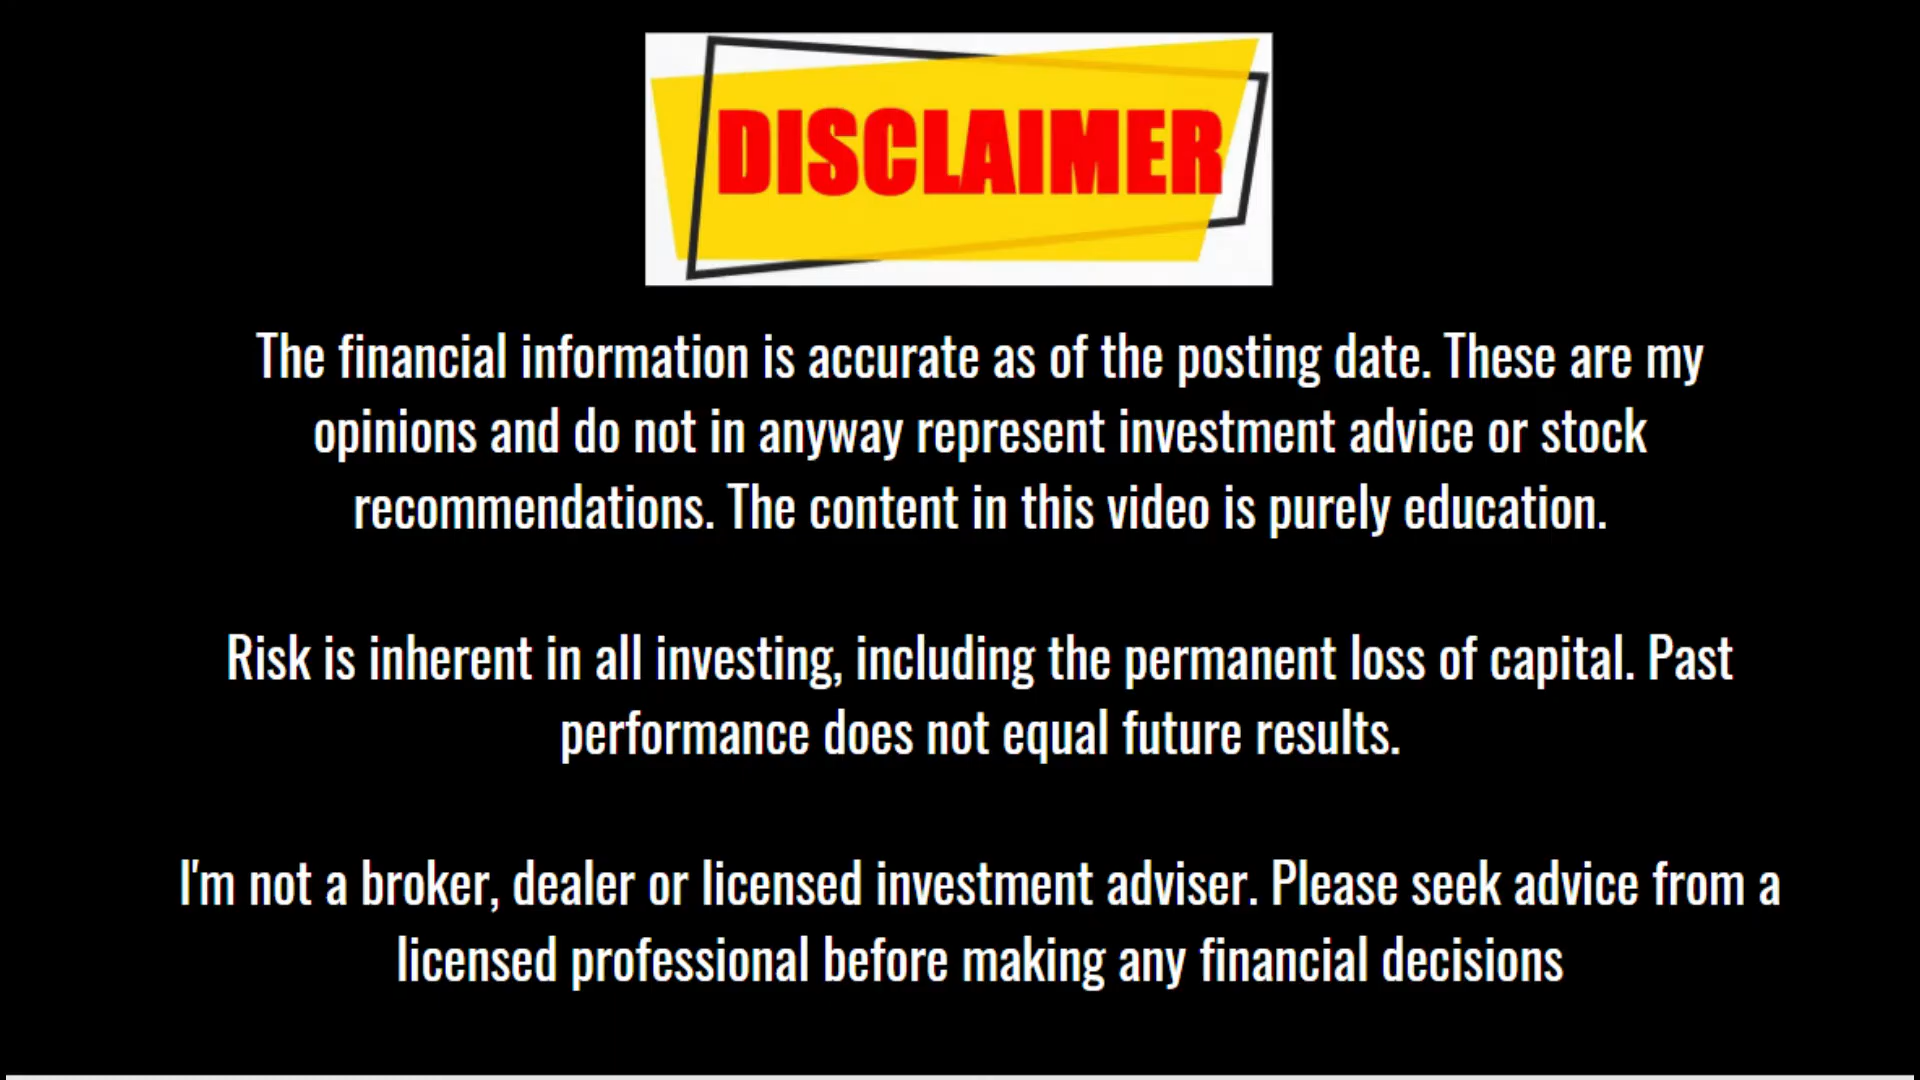 DISCLAIMER
The financial information is accurate as of the posting date. These are my
opinions and do not in anyway represent investment advice or stock
recommendations. The content in this video is purely education.
Risk is inherent in all investing, including the permanent loss of capital. Past
performance does not equal future results.
I'm not a broker, dealer or licensed investment adviser. Please seek advice from a
licensed professional before making any financial decisions